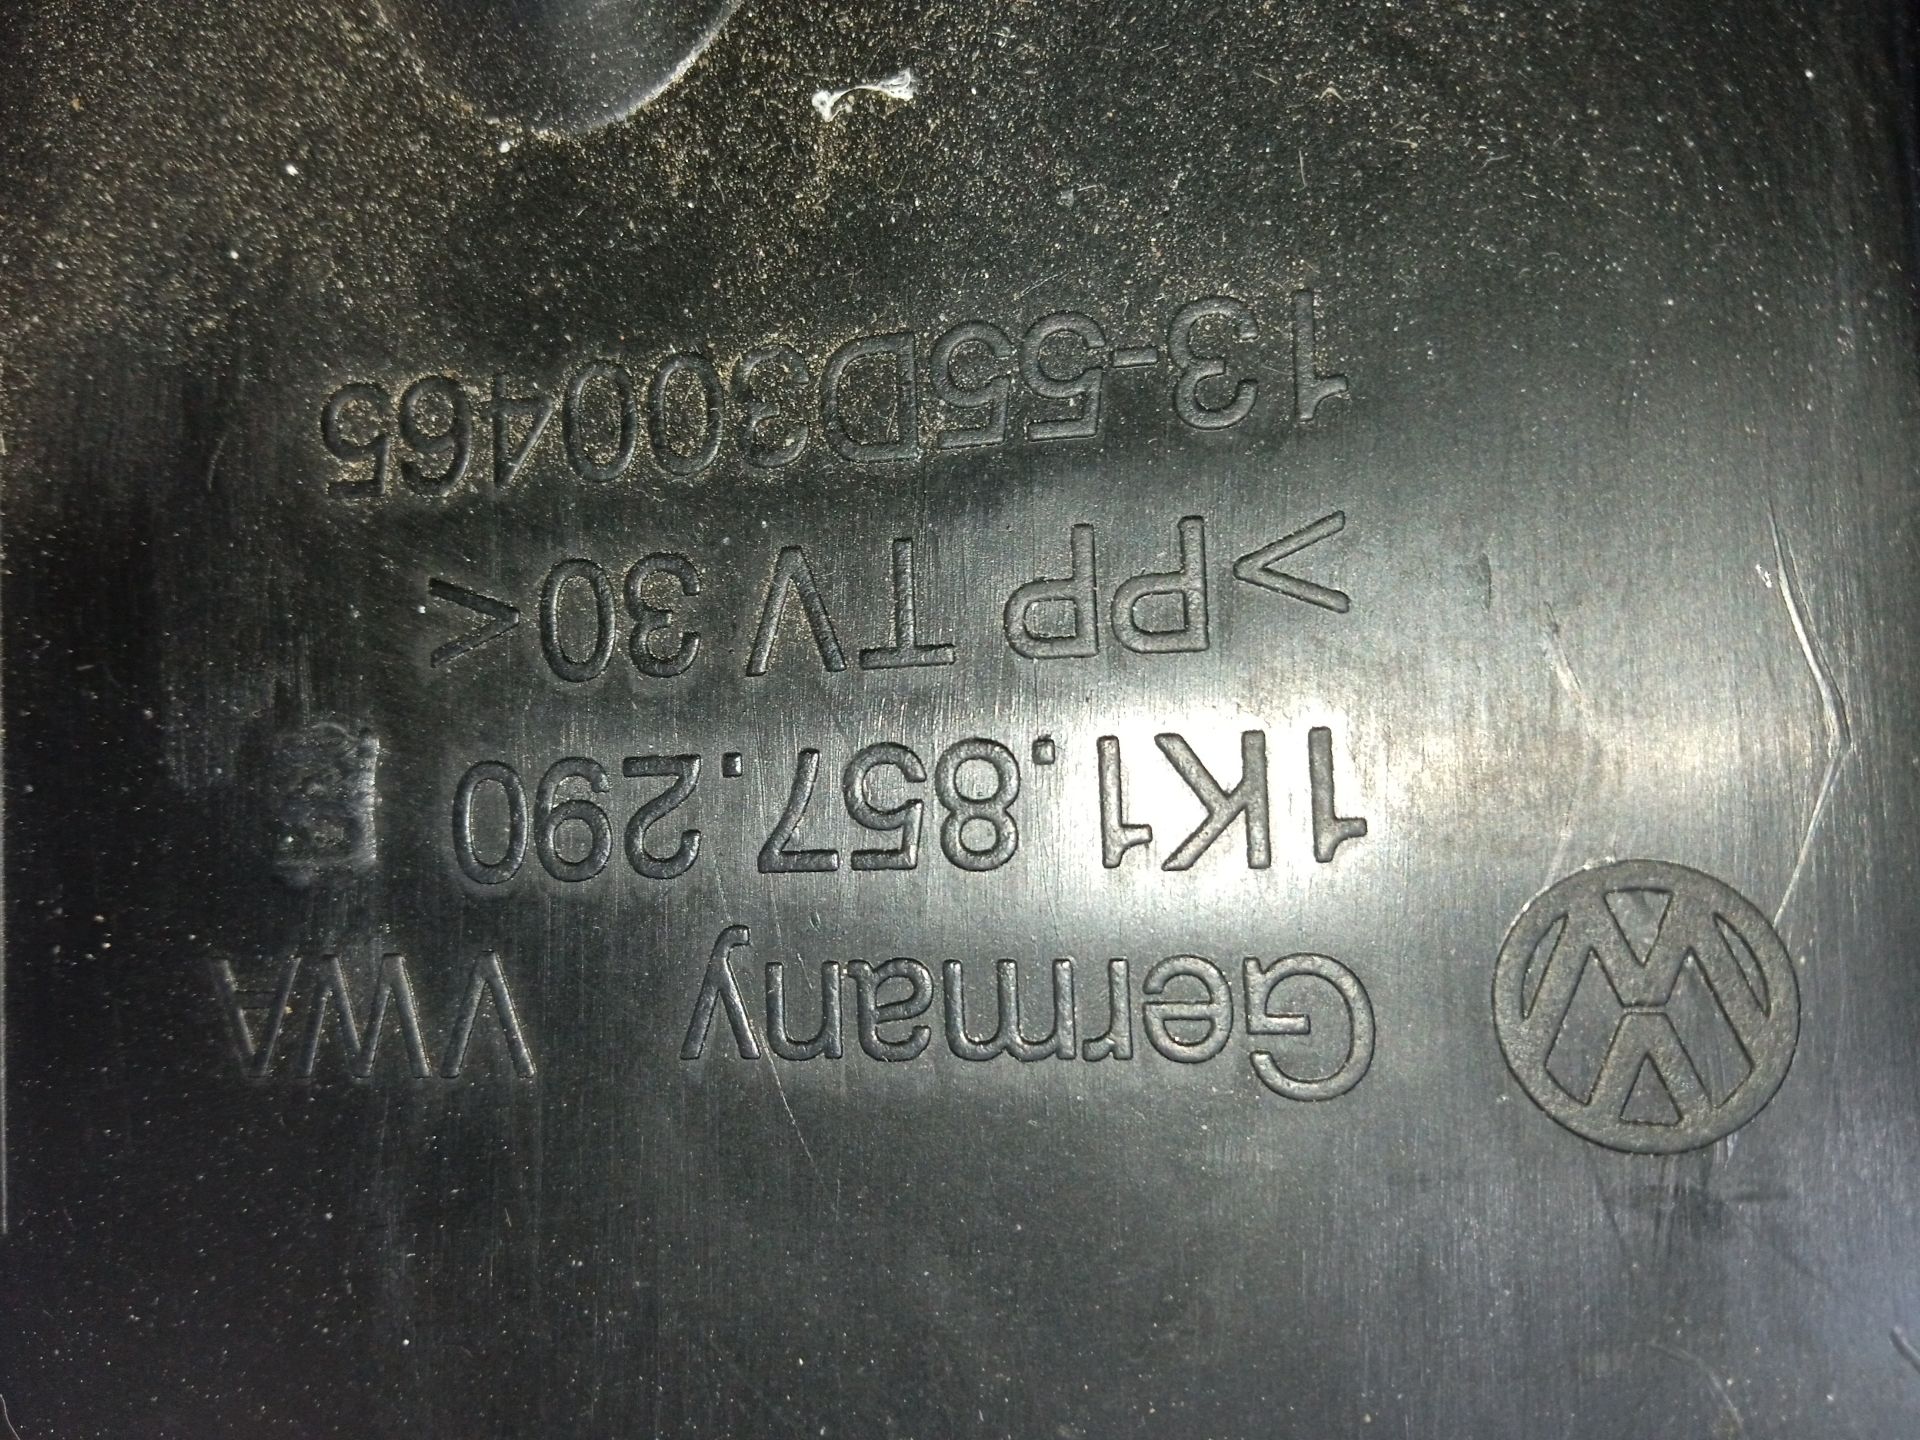 Germany VWA
1K1.857.290
>PP TV 30<
13-55D300465